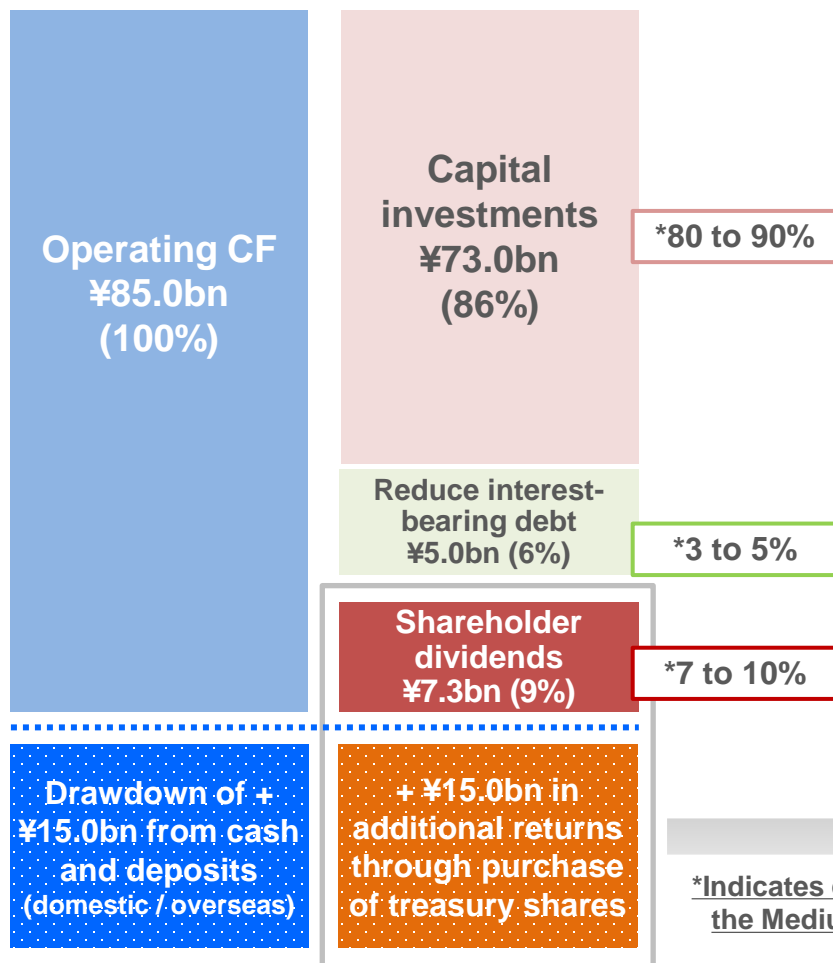 Operating CF
¥85.0bn
(100%)
Capital
investments
¥73.0bn
(86%)
*80 to 90%
Reduce interest-
bearing debt
¥5.0bn (6%)
*3 to 5%
Shareholder
dividends
¥7.3bn (9%)
*7 to 10%
Drawdown of +
¥15.0bn from cash
and deposits
(domestic / overseas)
+ ¥15.0bn in
additional returns
through purchase
of treasury shares
*Indicates
the